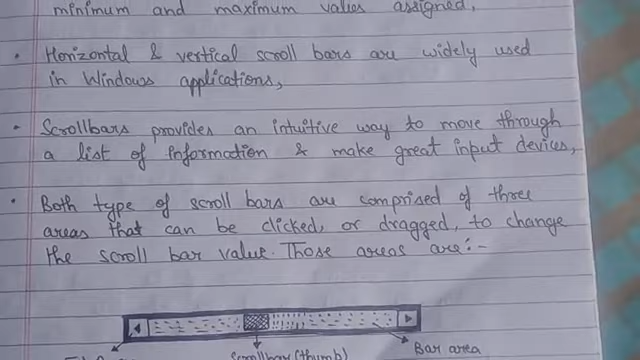 minimum and maximum values assigned.
• Horizontal & vertical scroll bars are widely used
in Windows applications,
• Scrollbars provides an intuitive way to move through
a list of information & make great input devices,
• Both type of scroll bars are comprised of three
areas that can be clicked, or dragged, to change
the scroll bar value. Those areas are:-
Scrollbar (thumb)
Bar area